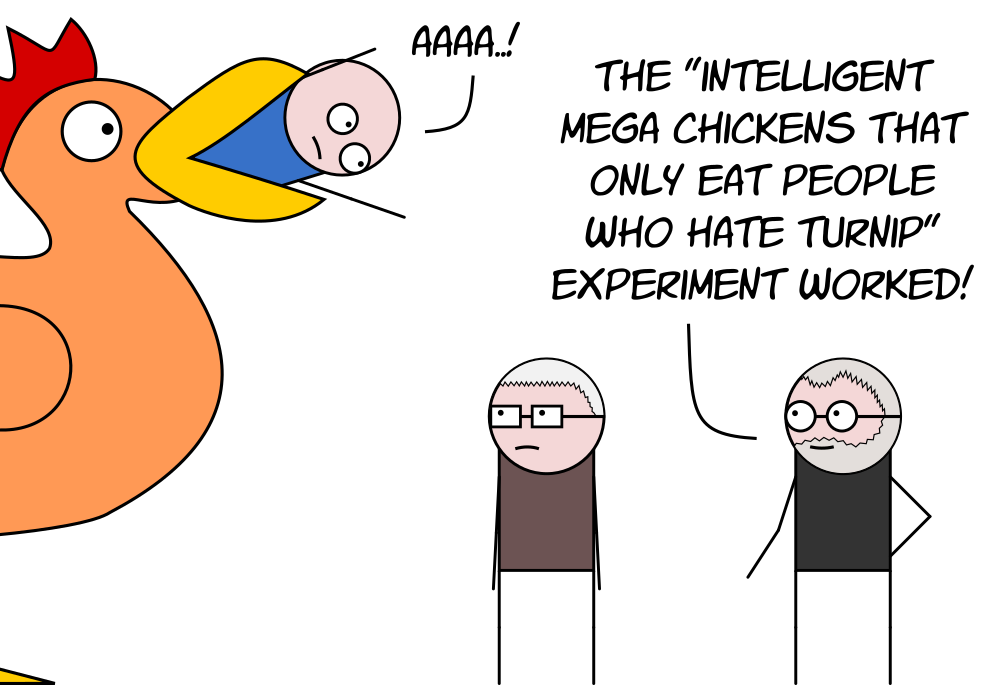 AAAA..!
THE "INTELLIGENT
MEGA CHICKENS THAT
ONLY EAT PEOPLE
WHO HATE TURNIP"
EXPERIMENT WORKED!